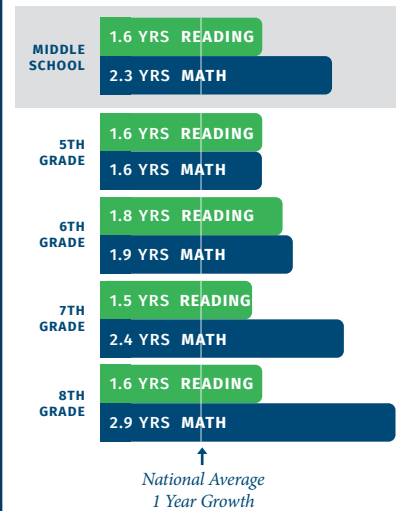 MIDDLE
SCHOOL
1.6 YRS READING
2.3 YRS MATH
5TH
GRADE
1.6 YRS READING
1.6 YRS MATH
6TH
GRADE
1.8 YRS READING
1.9 YRS MATH
7TH
GRADE
1.5 YRS READING
2.4 YRS MATH
8TH
GRADE
1.6 YRS READING
2.9 YRS MATH
National Average
1 Year Growth